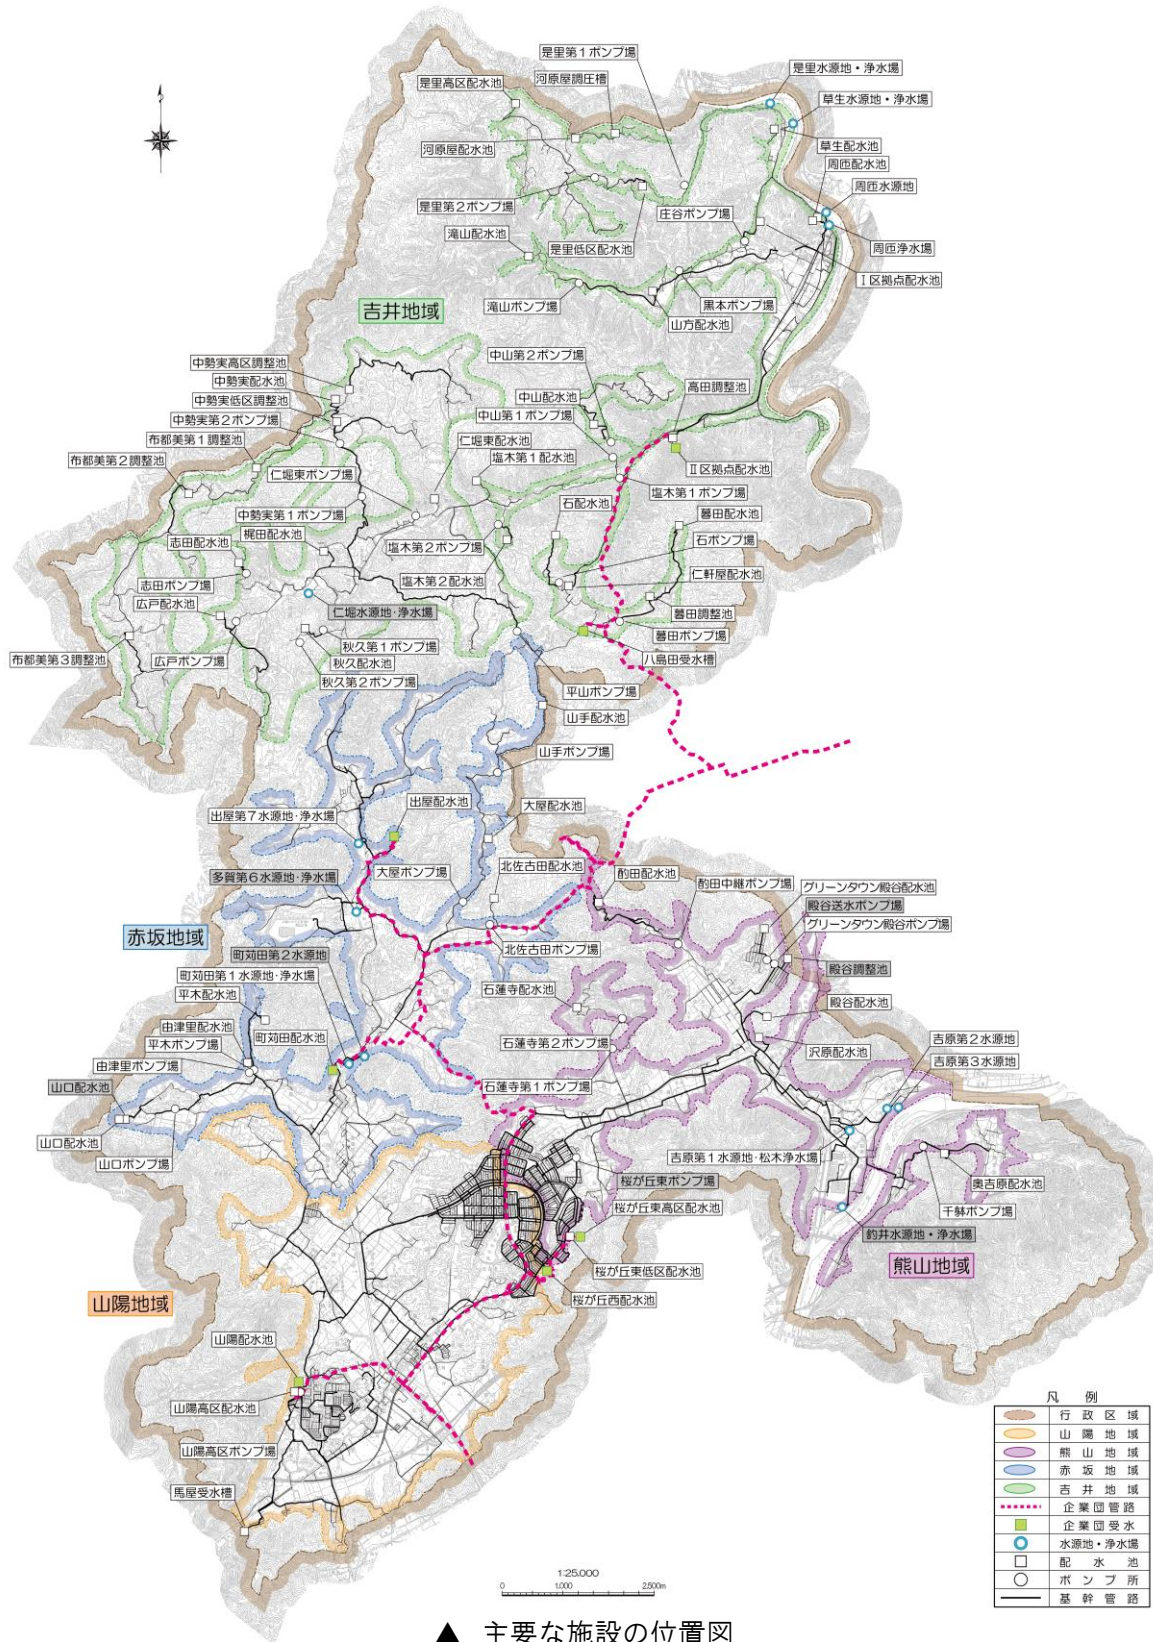 是里第１ポンプ場
河原屋調圧槽
是里水源地・浄水場
是里高区配水池
草生水源地・浄水場
河原屋配水池
草生配水池
周匝配水池
周匝水源地
是里第２ポンプ場
庄谷ポンプ場
滝山配水池
是里低区配水池
周匝浄水場
Ⅰ区拠点配水池
滝山ポンプ場
黒本ポンプ場
山方配水池
吉井地域
中山第２ポンプ場
中勢実高区調整池
中勢実配水池
高田調整池
中山配水池
中勢実低区調整池
中山第１ポンプ場
中勢実第２ポンプ場
布都美第１調整池
仁堀東配水池
塩木第１配水池
布都美第２調整池
仁堀東ポンプ場
Ⅱ区拠点配水池
塩木第１ポンプ場
石配水池
中勢実第１ポンプ場
暮田配水池
梶田配水池
志田配水池
塩木第２ポンプ場
石ポンプ場
仁軒屋配水池
志田ポンプ場
塩木第２配水池
広戸配水池
仁堀水源地・浄水場
暮田調整池
暮田ポンプ場
秋久第１ポンプ場
布都美第３調整池
広戸ポンプ場
秋久配水池
八島田受水槽
秋久第２ポンプ場
平山ポンプ場
山手配水池
山手ポンプ場
出屋配水池
大屋配水池
出屋第７水源地・浄水場
北佐古田配水池
大屋ポンプ場
多賀第６水源地・浄水場
酌田配水池
酌田中継ポンプ場
グリーンタウン殿谷配水池
殿谷送水ポンプ場
グリーンタウン殿谷ポンプ場
赤坂地域
北佐古田ポンプ場
町苅田第２水源地
殿谷調整池
町苅田第１水源地・浄水場
石蓮寺配水池
平木配水池
殿谷配水池
由津里配水池
町苅田配水池
平木ポンプ場
石蓮寺第２ポンプ場
沢原配水池
吉原第２水源地
由津里ポンプ場
吉原第３水源地
山口配水池
石蓮寺第１ポンプ場
山口配水池
山口ポンプ場
吉原第１水源地・松木浄水場
桜が丘東ポンプ場
奥吉原配水池
桜が丘東高区配水池
千躰ポンプ場
釣井水源地・浄水場
熊山地域
桜が丘東低区配水池
桜が丘西配水池
山陽地域
山陽配水池
山陽高区配水池
山陽高区ポンプ場
馬屋受水槽
凡 例
行政区域
山陽地域
熊山地域
赤坂地域
吉井地域
企業団管路
企業団受水
水源地・浄水場
配水池
ポンプ所
基幹管路
1:25,000
0 1,000 2,500m
▲ 主要な施設の位置図